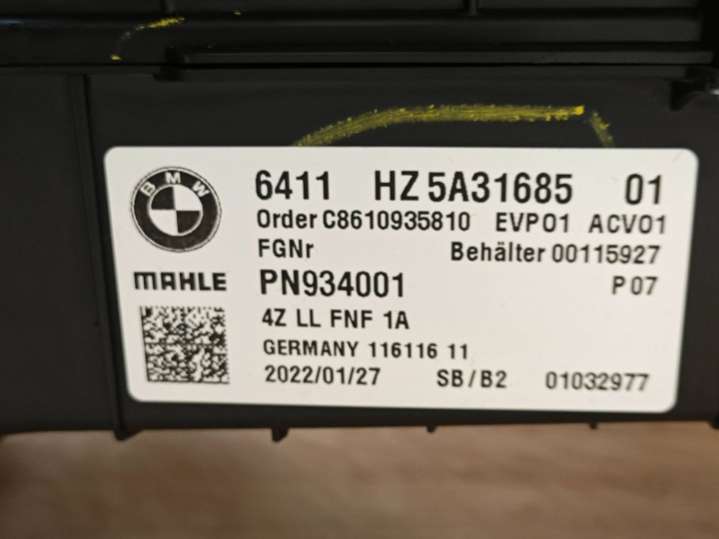 BMW
6411 HZ 5A31685 01
Order C8610935810 EVP01 ACV01
FGNr Behälter 00115927
MAHLE PN934001 P 07
4Z LL FNF 1A
GERMANY 116116 11
2022/01/27 SB/B2 01032977